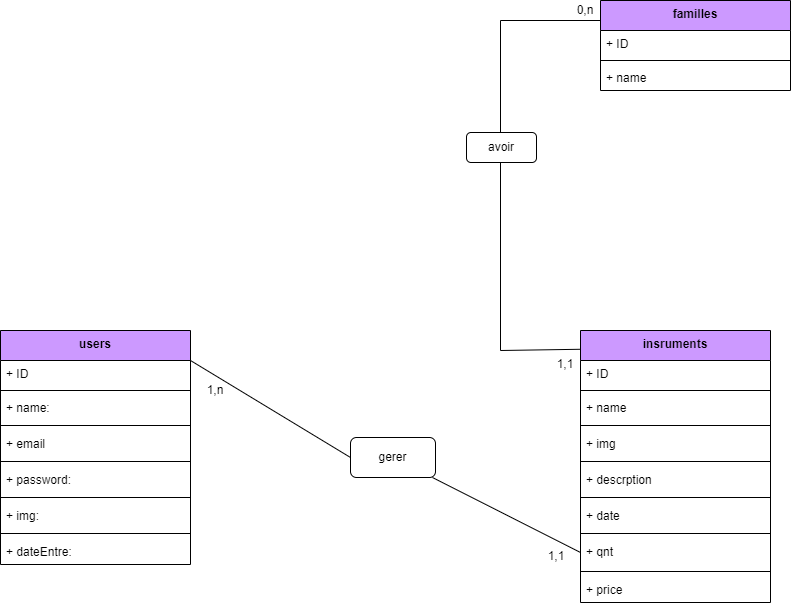 0,n
familles
+ ID
+ name
avoir
users
+ ID
+ name:
+ email
+ password:
+ img:
+ dateEntre:
1,n
gerer
1,1
1,1
insruments
+ ID
+ name
+ img
+ descrption
+ date
+ qnt
+ price